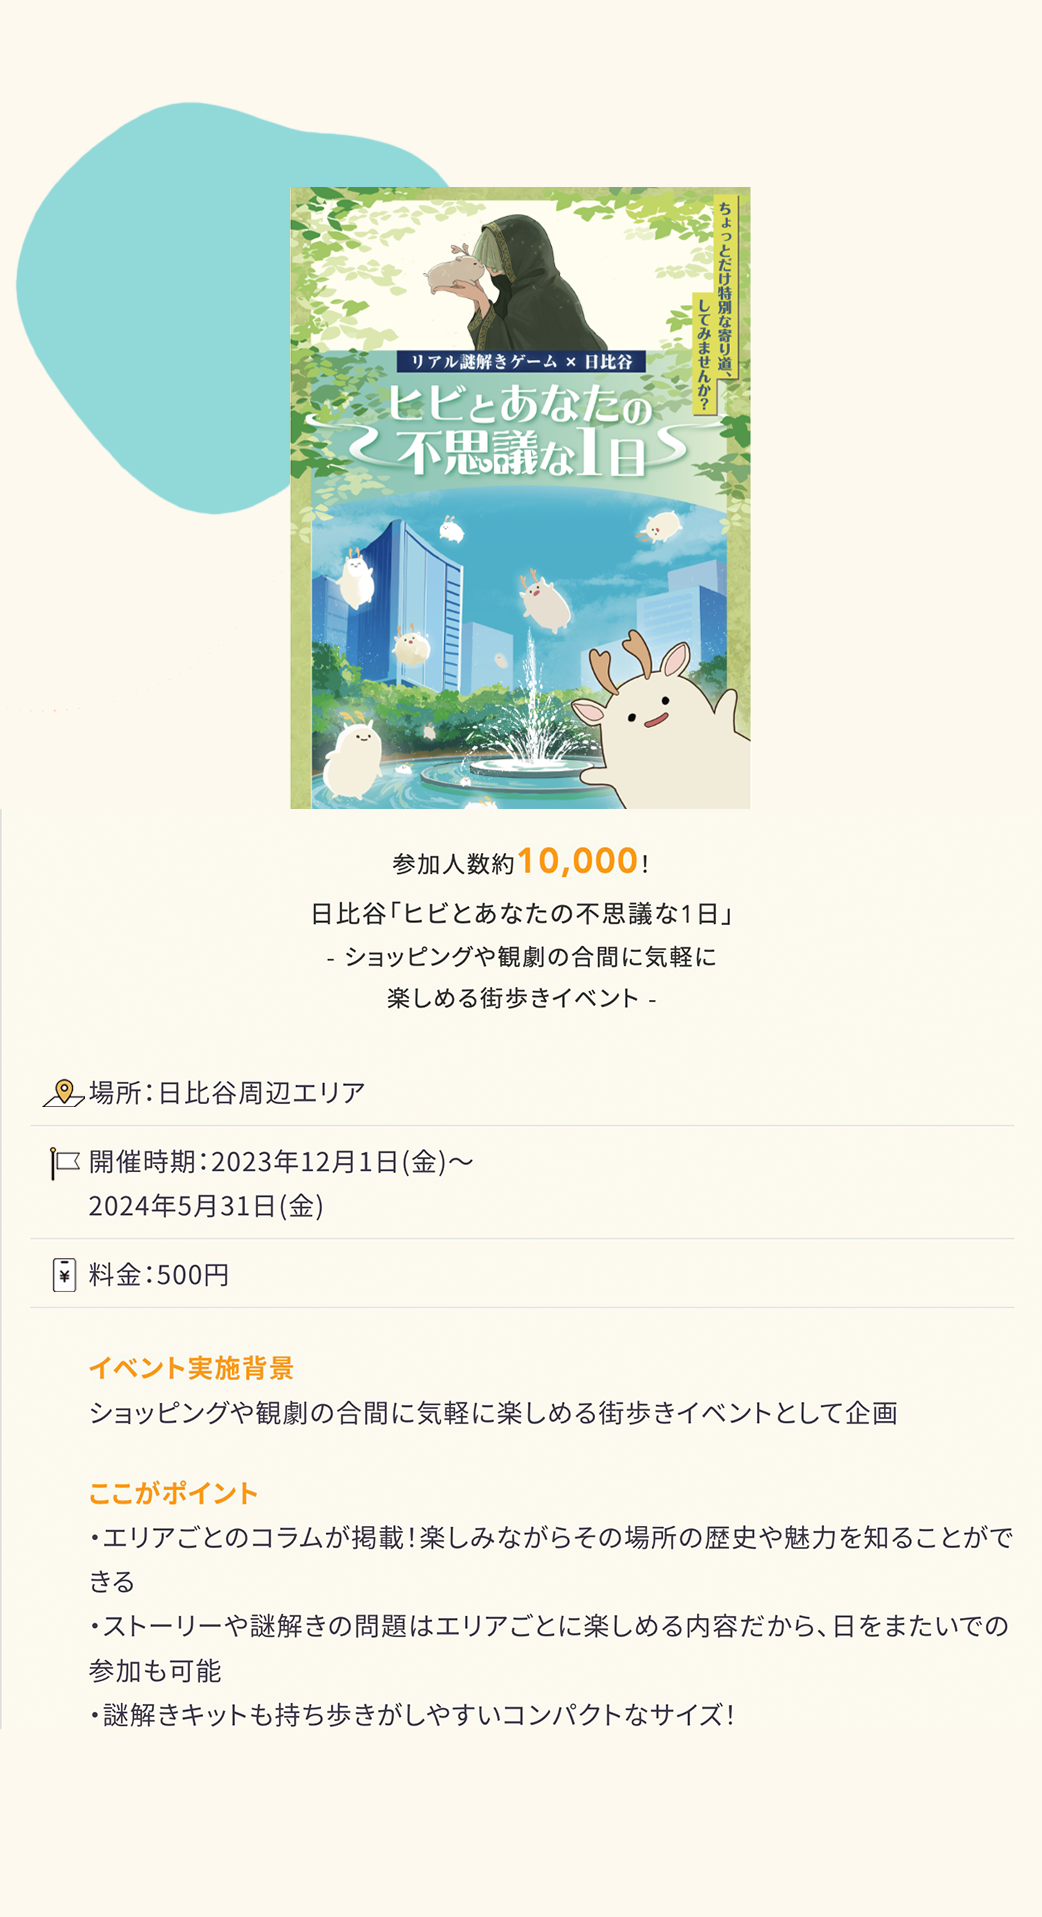 ちょっとだけ特別な寄り道、
してみませんか?
リアル謎解きゲーム × 日比谷
ヒビとあなたの
不思議な1日
参加人数約10,000!
日比谷「ヒビとあなたの不思議な1日」
- ショッピングや観劇の合間に気軽に
楽しめる街歩きイベント -
場所:日比谷周辺エリア
開催時期:2023年12月1日(金)〜
2024年5月31日(金)
¥
料金:500円
イベント実施背景
ショッピングや観劇の合間に気軽に楽しめる街歩きイベントとして企画
ここがポイント
・エリアごとのコラムが掲載!楽しみながらその場所の歴史や魅力を知ることがで
きる
・ストーリーや謎解きの問題はエリアごとに楽しめる内容だから、日をまたいでの
参加も可能
・謎解きキットも持ち歩きがしやすいコンパクトなサイズ!